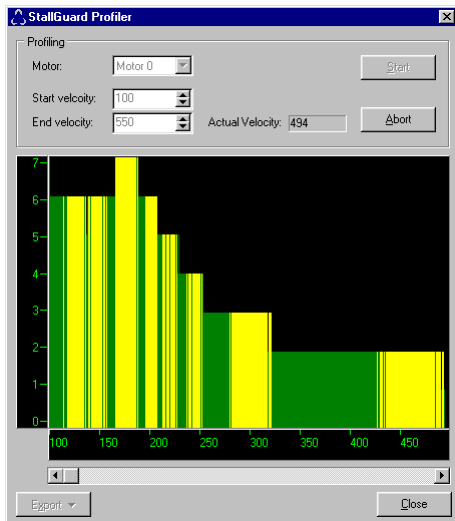 StallGuard Profiler
Profiling
Motor: Motor 0 Start
Start velcoity: 100
End velocity: 550 Actual Velocity: 494 Abort
7
6
5
4
3
2
1
0
100 150 200 250 300 350 400 450
Export Close